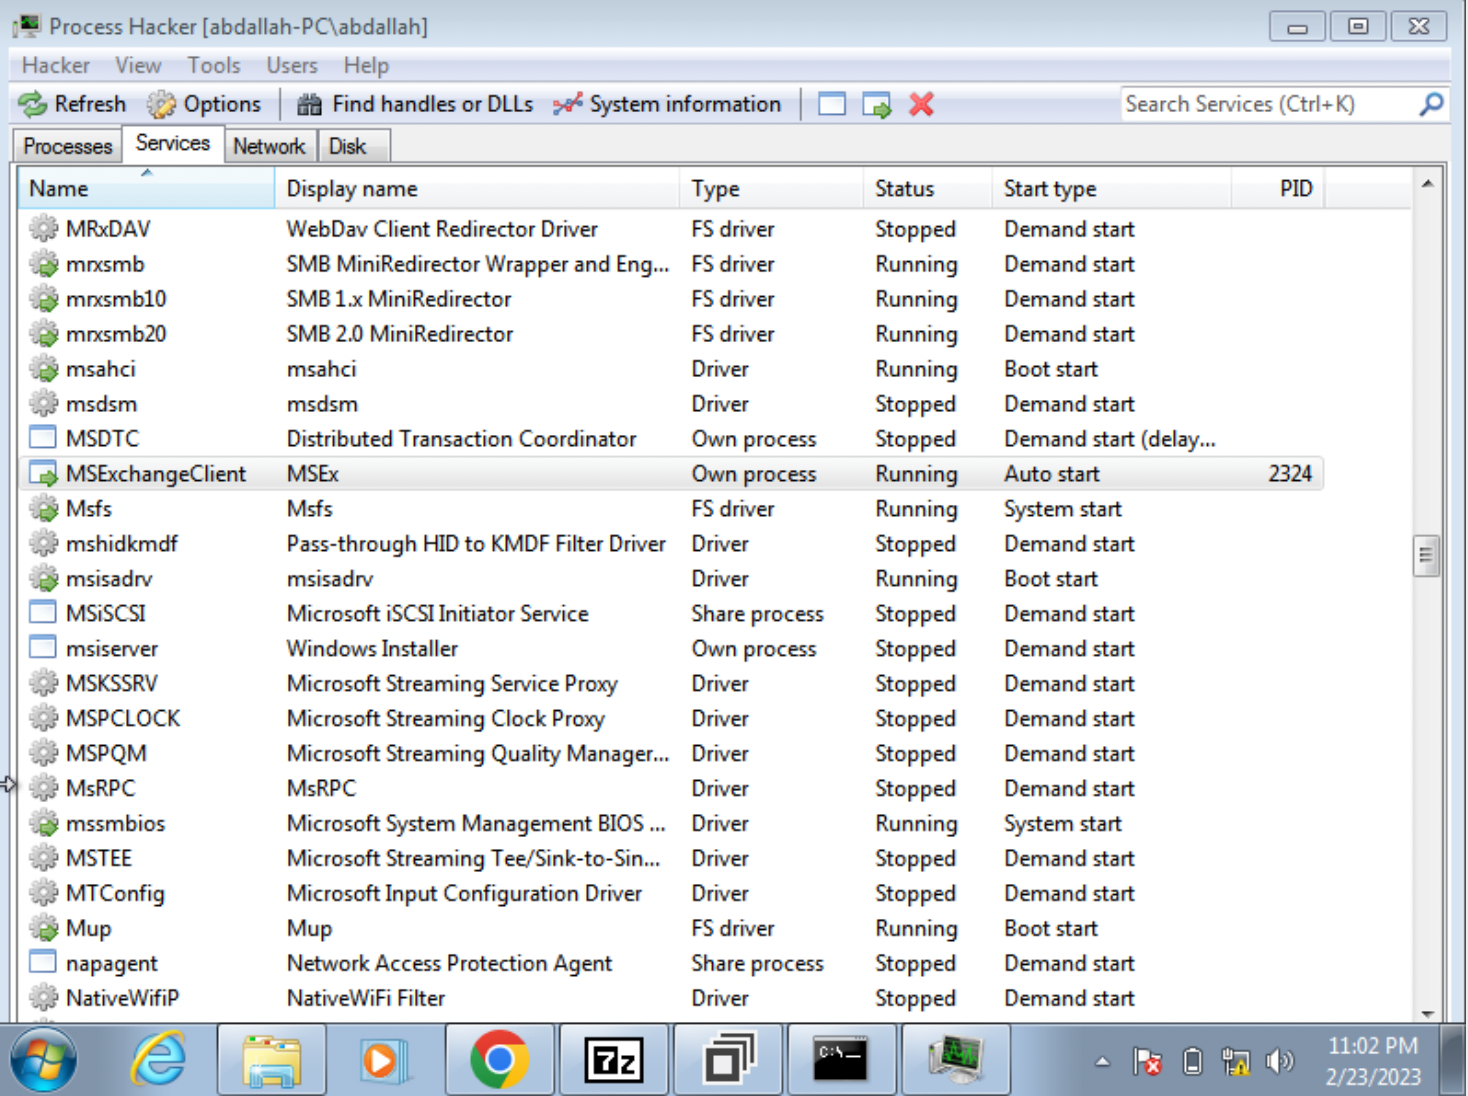 Process Hacker [abdallah-PC\abdallah]
Hacker View Tools Users Help
Refresh Options Find handles or DLLs System information Search Services (Ctrl+K)
Processes Services Network Disk
Name Display name Type Status Start type PID
MRxDAV WebDav Client Redirector Driver FS driver Stopped Demand start
mrxsmb SMB MiniRedirector Wrapper and Eng... FS driver Running Demand start
mrxsmb10 SMB 1.x MiniRedirector FS driver Running Demand start
mrxsmb20 SMB 2.0 MiniRedirector FS driver Running Demand start
msahci msahci Driver Running Boot start
msdsm msdsm Driver Stopped Demand start
MSDTC Distributed Transaction Coordinator Own process Stopped Demand start (delay...
MSExchangeClient MSEx Own process Running Auto start 2324
Msfs Msfs FS driver Running System start
mshidkmdf Pass-through HID to KMDF Filter Driver Driver Stopped Demand start
msisadrv msisadrv Driver Running Boot start
MSiSCSI Microsoft iSCSI Initiator Service Share process Stopped Demand start
msiserver Windows Installer Own process Stopped Demand start
MSKSSRV Microsoft Streaming Service Proxy Driver Stopped Demand start
MSPCLOCK Microsoft Streaming Clock Proxy Driver Stopped Demand start
MSPQM Microsoft Streaming Quality Manager... Driver Stopped Demand start
MsRPC MsRPC Driver Stopped Demand start
mssmbios Microsoft System Management BIOS ... Driver Running System start
MSTEE Microsoft Streaming Tee/Sink-to-Sin... Driver Stopped Demand start
MTConfig Microsoft Input Configuration Driver Driver Stopped Demand start
Mup Mup FS driver Running Boot start
napagent Network Access Protection Agent Share process Stopped Demand start
NativeWifiP NativeWiFi Filter Driver Stopped Demand start
7z C:\ 11:02 PM
2/23/2023